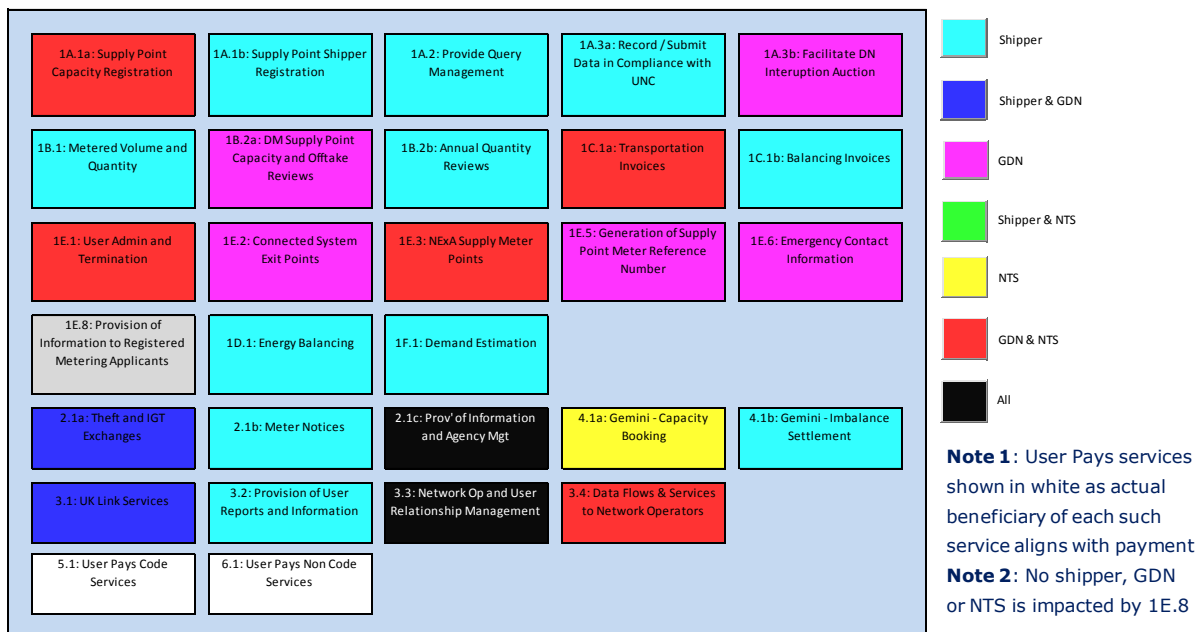 1A.1a: Supply Point
Capacity Registration
1A.1b: Supply Point Shipper
Registration
1A.2: Provide Query
Management
1A.3a: Record / Submit
Data in Compliance with
UNC
1A.3b: Facilitate DN
Interuption Auction
1B.1: Metered Volume and
Quantity
1B.2a: DM Supply Point
Capacity and Offtake
Reviews
1B.2b: Annual Quantity
Reviews
1C.1a: Transportation
Invoices
1C.1b: Balancing Invoices
1E.1: User Admin and
Termination
1E.2: Connected System
Exit Points
1E.3: NExA Supply Meter
Points
1E.5: Generation of Supply
Point Meter Reference
Number
1E.6: Emergency Contact
Information
1E.8: Provision of
Information to Registered
Metering Applicants
1D.1: Energy Balancing
1F.1: Demand Estimation
2.1a: Theft and IGT
Exchanges
2.1b: Meter Notices
2.1c: Prov' of Information
and Agency Mgt
4.1a: Gemini - Capacity
Booking
4.1b: Gemini - Imbalance
Settlement
3.1: UK Link Services
3.2: Provision of User
Reports and Information
3.3: Network Op and User
Relationship Management
3.4: Data Flows & Services
to Network Operators
5.1: User Pays Code
Services
6.1: User Pays Non Code
Services
Shipper
Shipper & GDN
GDN
Shipper & NTS
NTS
GDN & NTS
All
Note 1: User Pays services
shown in white as actual
beneficiary of each such
service aligns with payment
Note 2: No shipper, GDN
or NTS is impacted by 1E.8